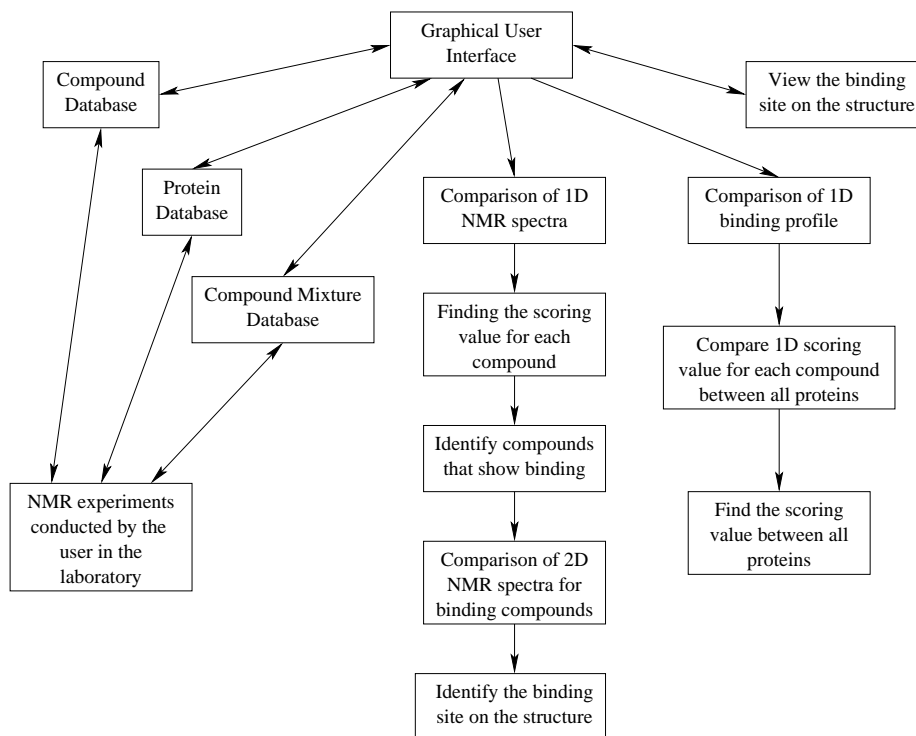 Graphical User
Interface
Compound
Database
View the binding
site on the structure
Protein
Database
Comparison of 1D
NMR spectra
Comparison of 1D
binding profile
Compound Mixture
Database
Finding the scoring
value for each
compound
Compare 1D scoring
value for each compound
between all proteins
Identify compounds
that show binding
NMR experiments
conducted by the
user in the
laboratory
Find the scoring
value between all
proteins
Comparison of 2D
NMR spectra for
binding compounds
Identify the binding
site on the structure